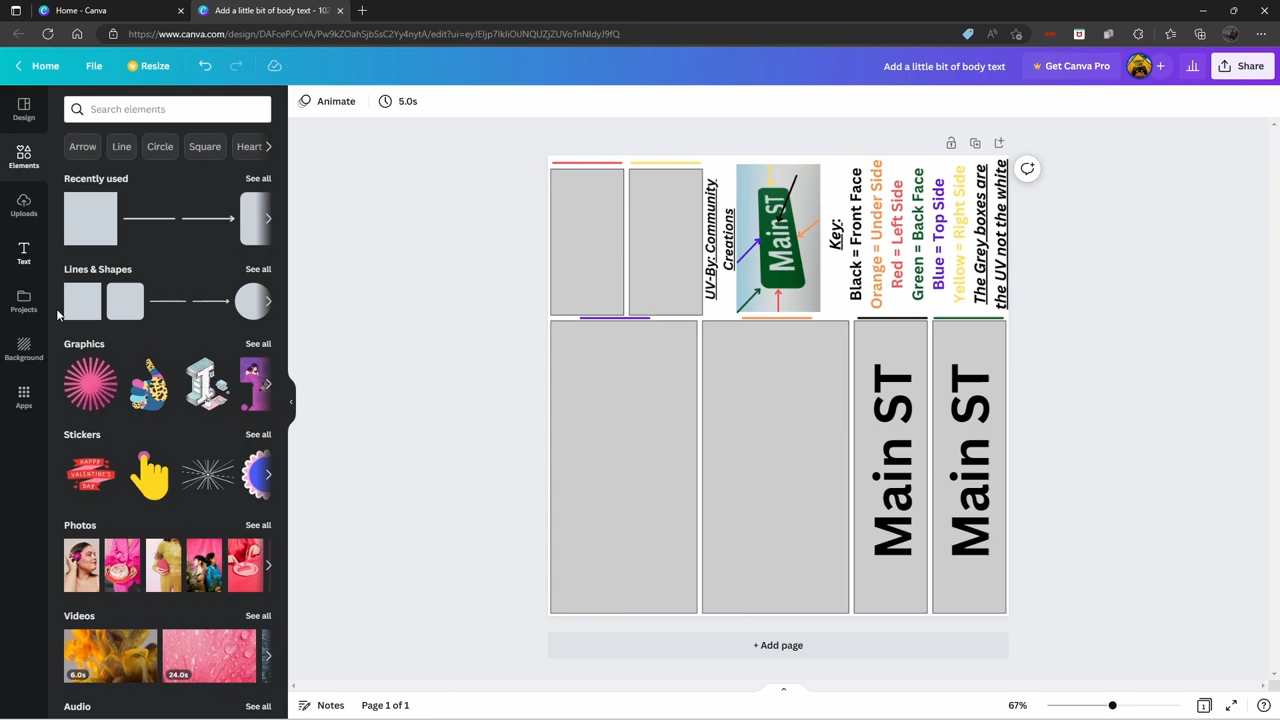 Home - Canva
Add a little bit of body text - 102
https://www.canva.com/design/DAFcePiCvYA/Pw9kZOahSjbSsC2Yy4nytA/edit?ui=eyJEIjp7IkIiOiJNQUZjZUVoTnNIdyJ9fQ
Home
File
Resize
Add a little bit of body text
Get Canva Pro
Share
Design
Elements
Uploads
Text
Projects
Background
Apps
Search elements
Arrow
Line
Circle
Square
Heart
Recently used
See all
Lines & Shapes
See all
Graphics
See all
Stickers
See all
HAPPY
VALENTINE'S
DAY
Photos
See all
Videos
See all
6.0s
24.0s
Audio
See all
Animate
5.0s
UV-By: Community
Creations
Main ST
Key:
Black = Front Face
Orange = Under Side
Red = Left Side
Green = Back Face
Blue = Top Side
Yellow = Right Side
The Grey boxes are
the UV not the white
Main ST
Main ST
+ Add page
Notes
Page 1 of 1
67%
1